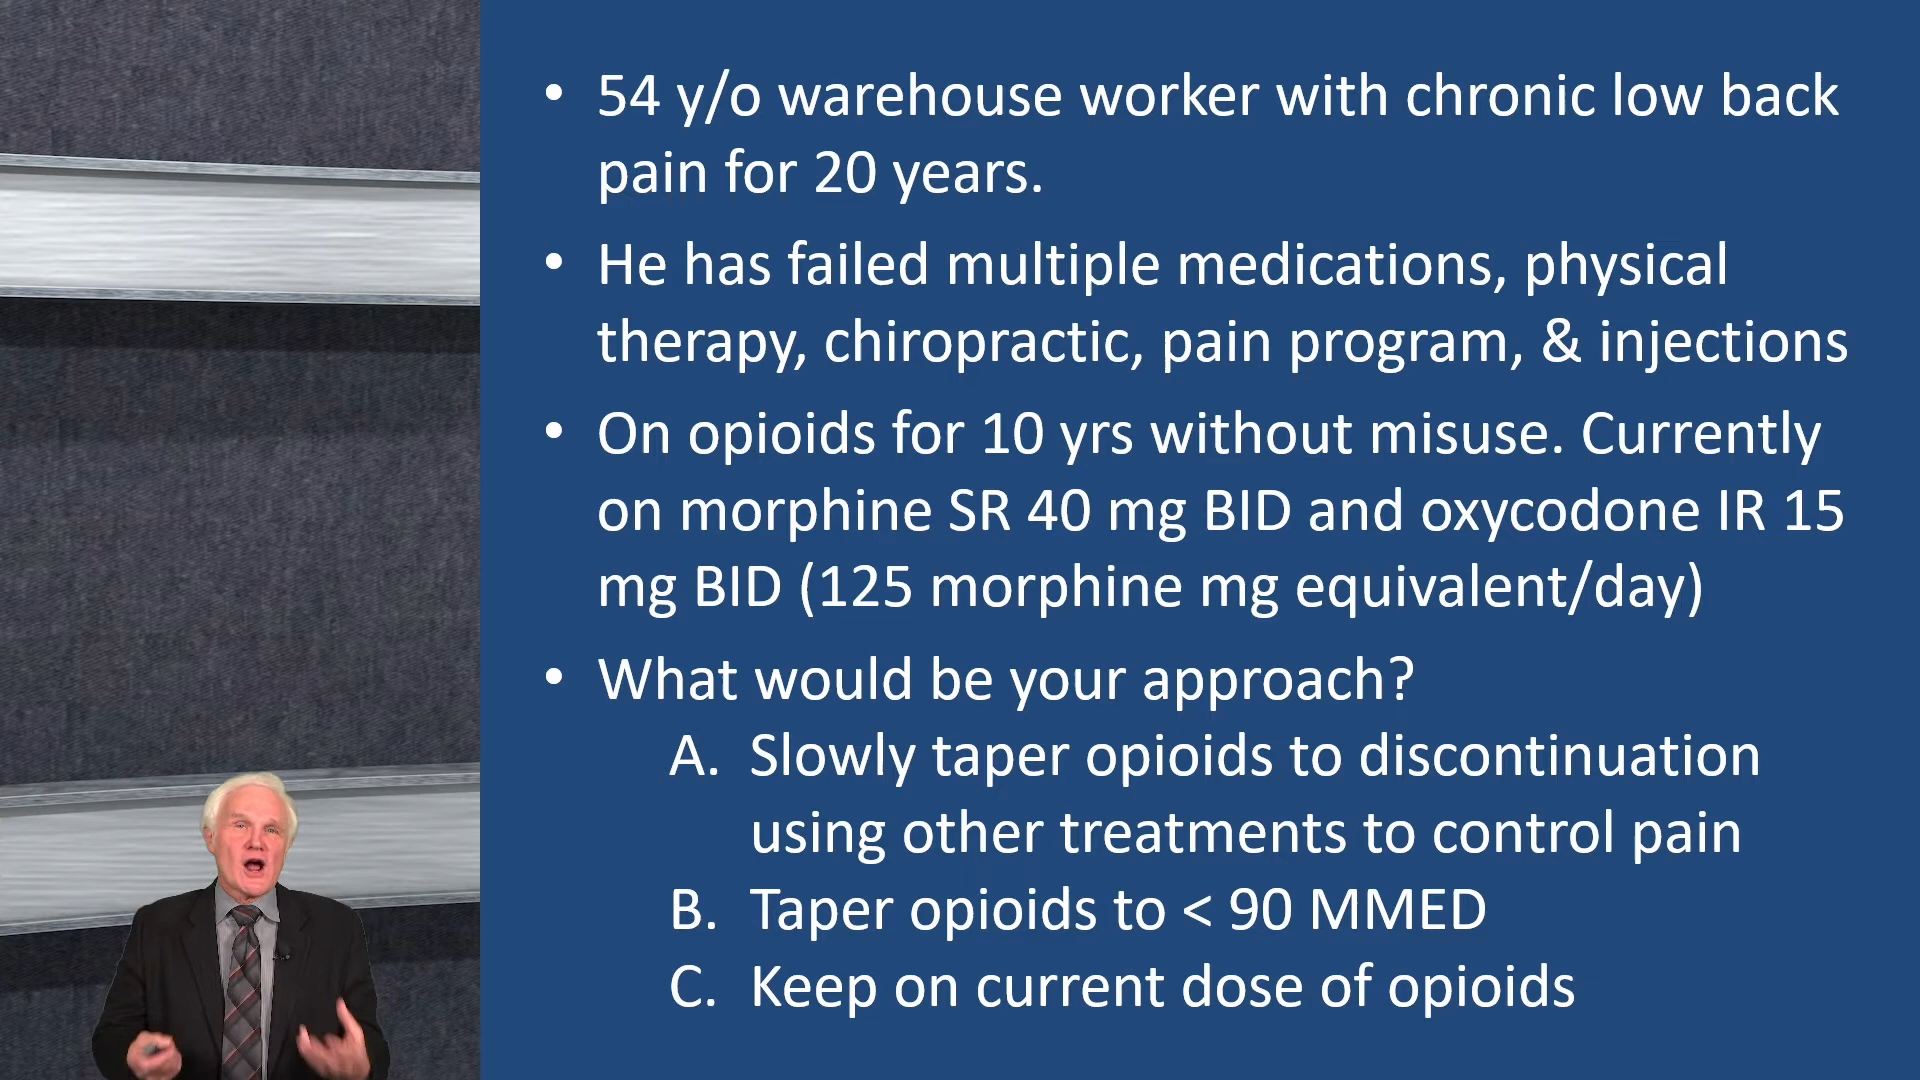 • 54 y/o warehouse worker with chronic low back
pain for 20 years.
• He has failed multiple medications, physical
therapy, chiropractic, pain program, & injections
• On opioids for 10 yrs without misuse. Currently
on morphine SR 40 mg BID and oxycodone IR 15
mg BID (125 morphine mg equivalent/day)
• What would be your approach?
A. Slowly taper opioids to discontinuation
using other treatments to control pain
B. Taper opioids to < 90 MMED
C. Keep on current dose of opioids